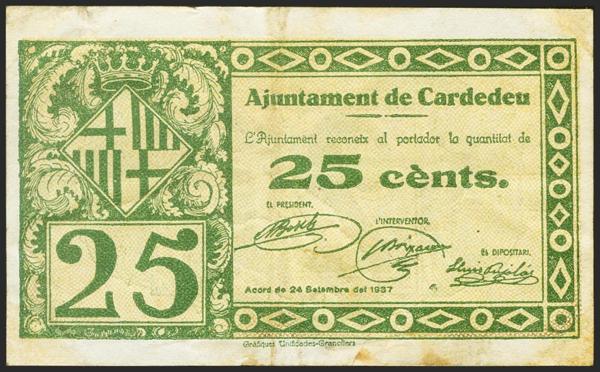 Ajuntament de Cardedeu
L'Ajuntament reconeix al portador la quantitat de
25 cènts.
EL PRESIDENT.
L'INTERVENTOR.
EL DIPOSITARI.
25
Acord de 24 Setembre del 1937
Gràfiques Unificades-Granollers